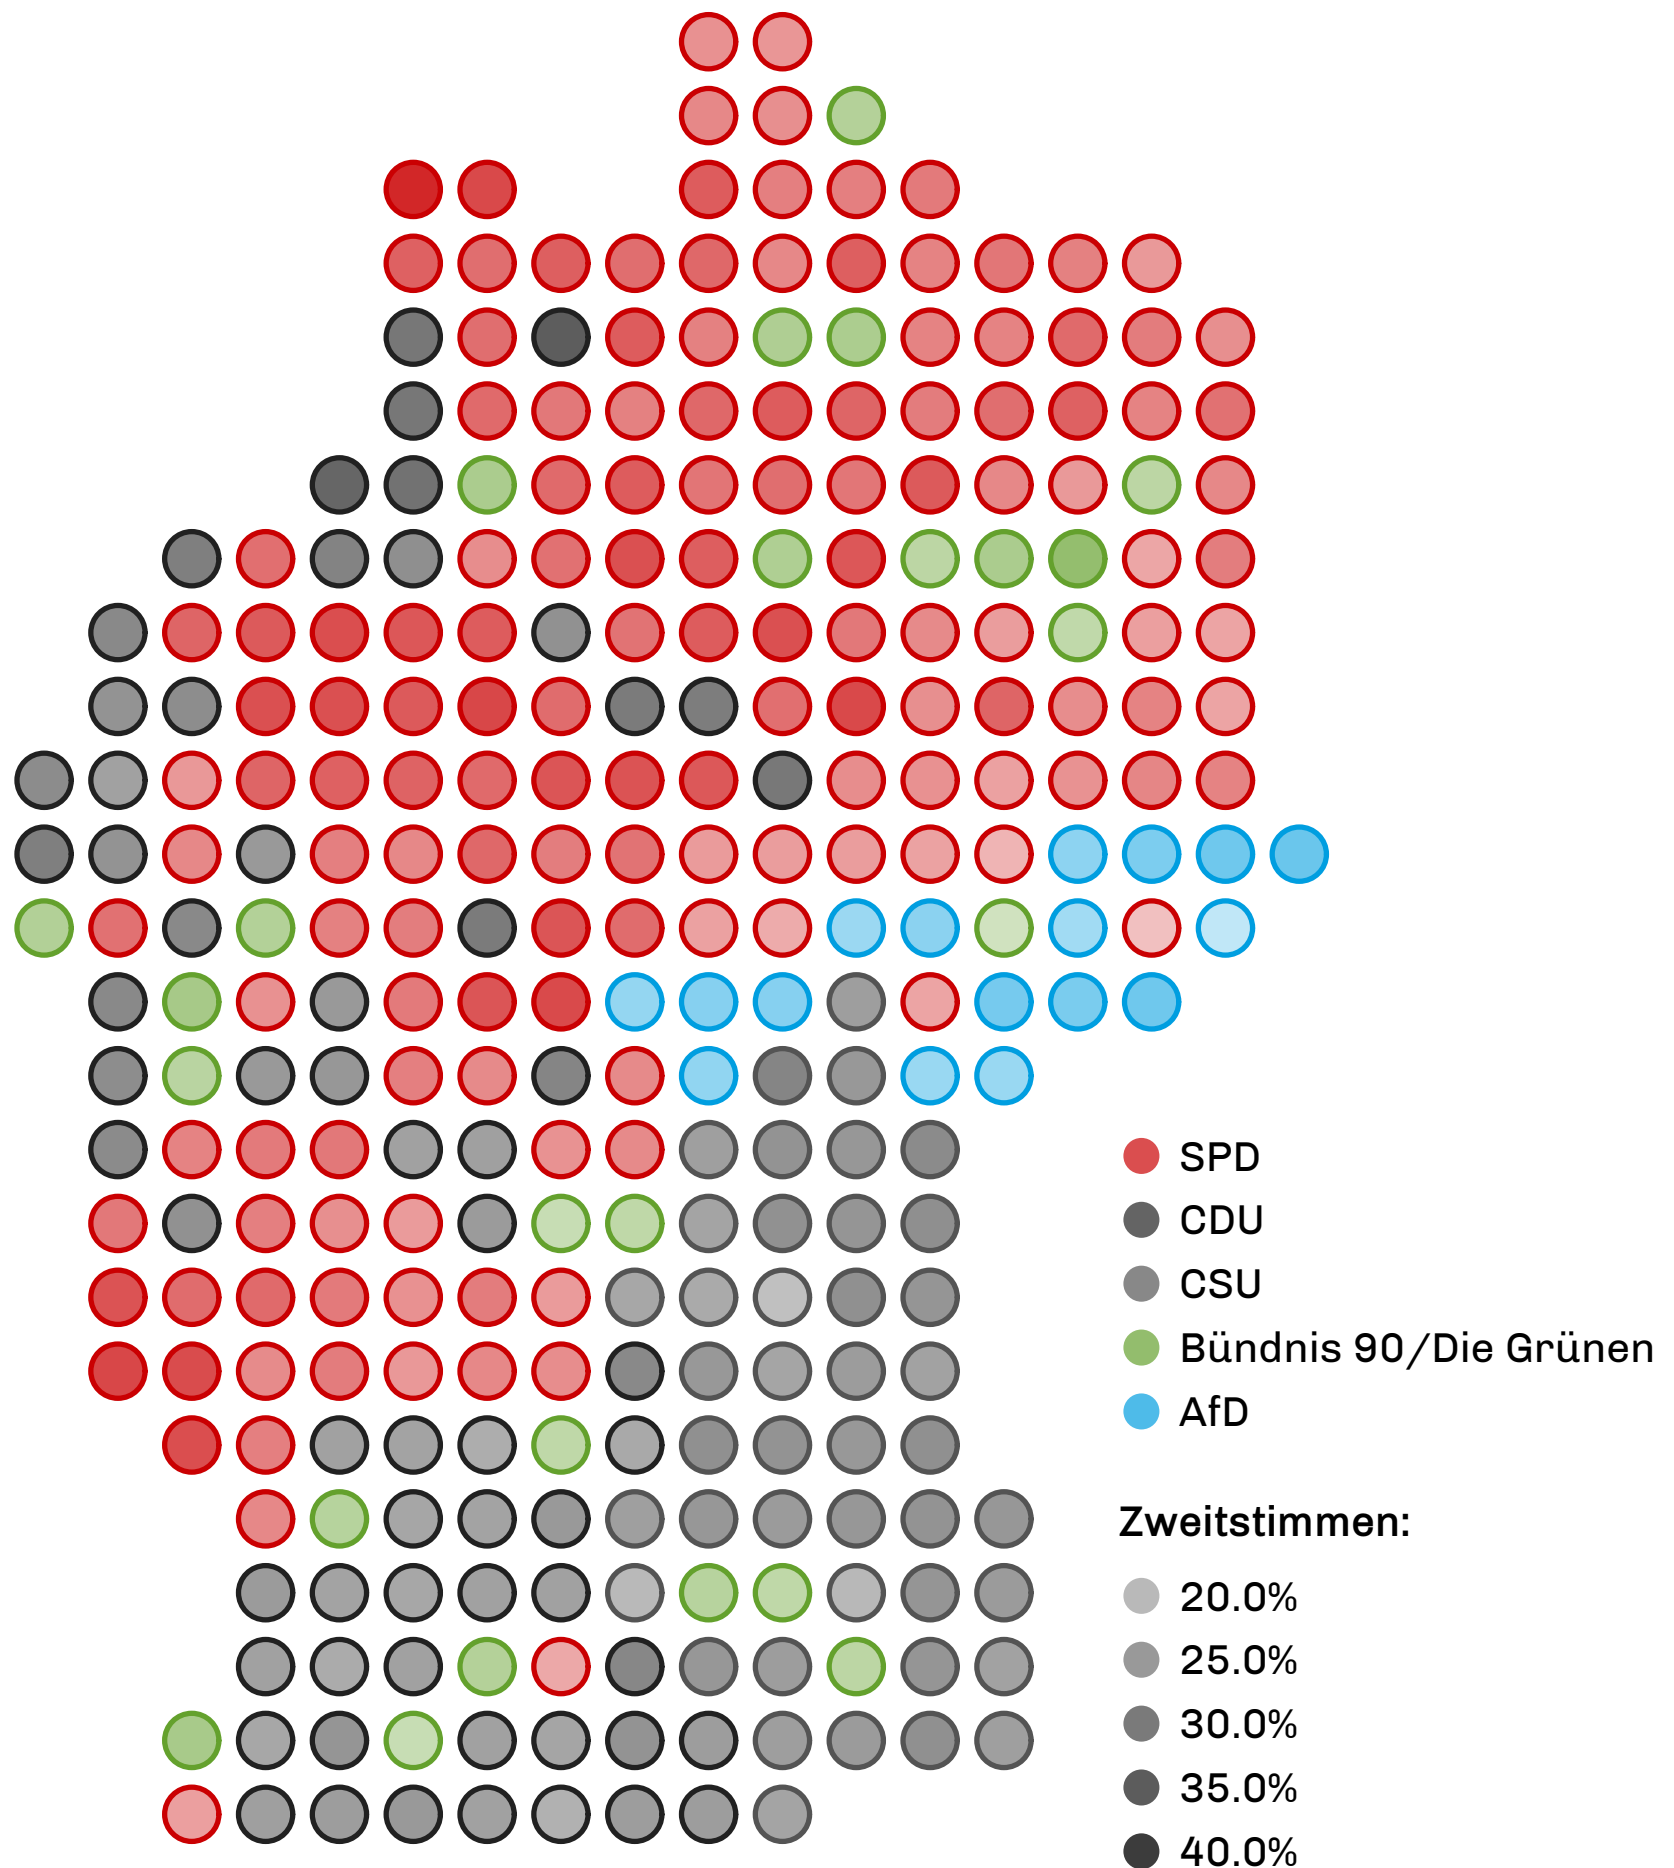 SPD
CDU
CSU
Bündnis 90/Die Grünen
AfD
Zweitstimmen:
20.0%
25.0%
30.0%
35.0%
40.0%